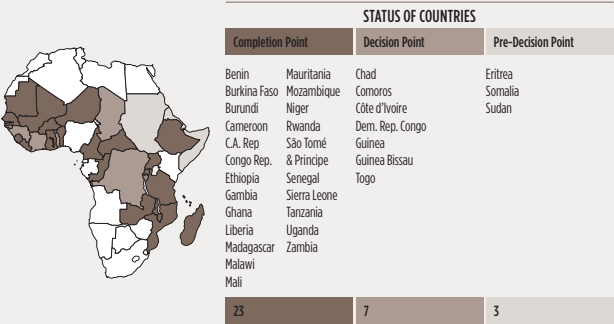 STATUS OF COUNTRIES
Completion Point
Decision Point
Pre-Decision Point
Benin
Burkina Faso
Burundi
Cameroon
C.A. Rep
Congo Rep.
Ethiopia
Gambia
Ghana
Liberia
Madagascar
Malawi
Mali
Mauritania
Mozambique
Niger
Rwanda
São Tomé
& Principe
Senegal
Sierra Leone
Tanzania
Uganda
Zambia
Chad
Comoros
Côte d'Ivoire
Dem. Rep. Congo
Guinea
Guinea Bissau
Togo
Eritrea
Somalia
Sudan
23
7
3